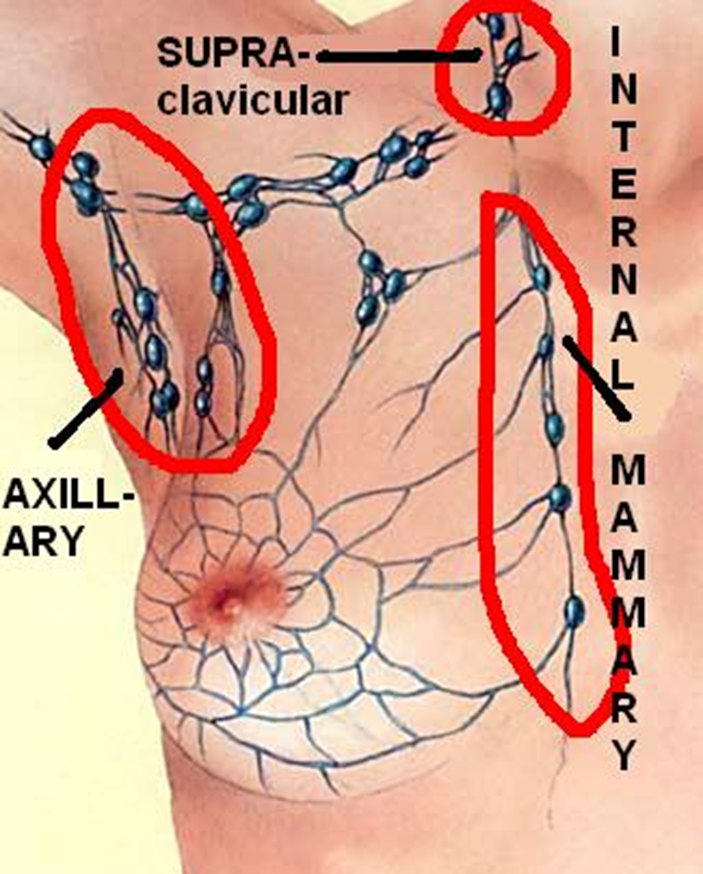 SUPRA-
clavicular
INTERNAL MAMMARY
AXILL-
ARY